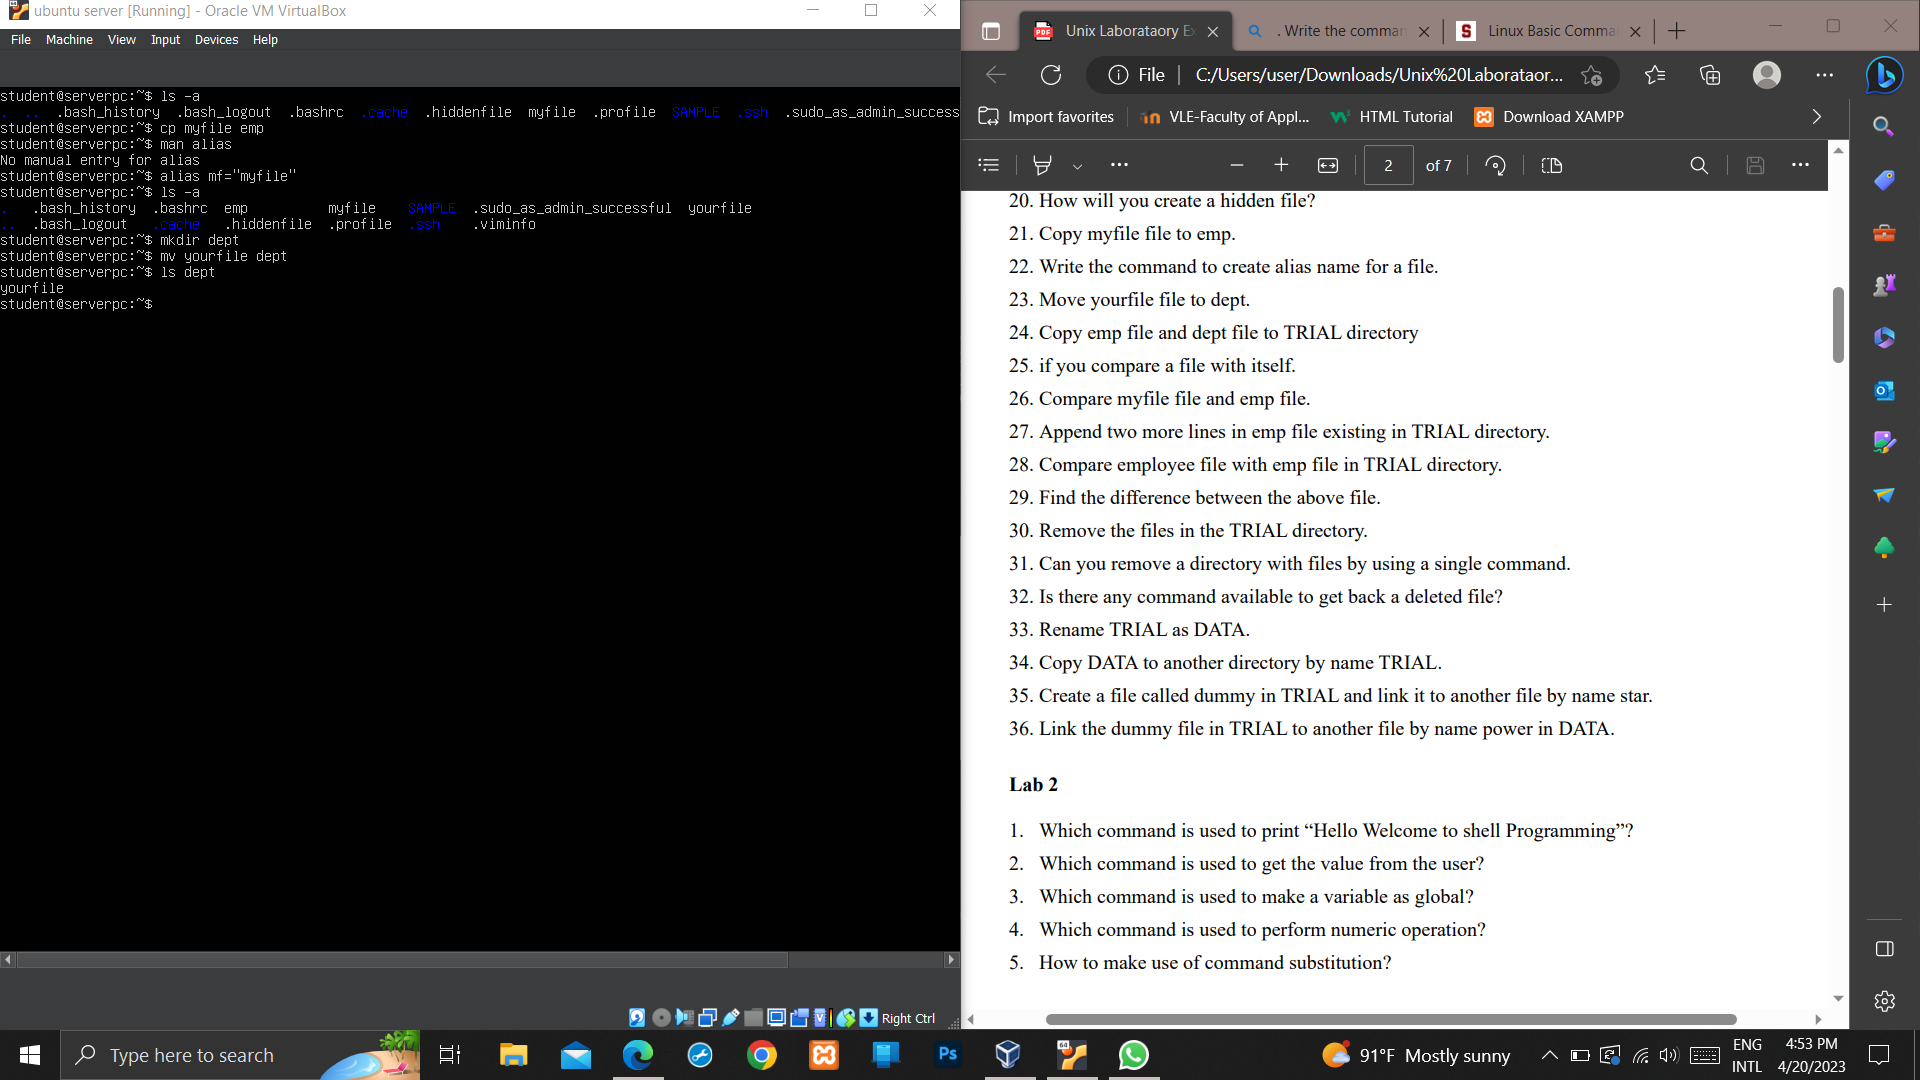 ubuntu server [Running] - Oracle VM VirtualBox
File Machine View Input Devices Help
student@serverpc:~$ ls -a
. .. .bash_history .bash_logout .bashrc .cache .hiddenfile myfile .profile SAMPLE .ssh .sudo_as_admin_success
student@serverpc:~$ cp myfile emp
student@serverpc:~$ man alias
No manual entry for alias
student@serverpc:~$ alias mf="myfile"
student@serverpc:~$ ls -a
. .bash_history .bashrc emp myfile SAMPLE .sudo_as_admin_successful yourfile
.. .bash_logout .cache .hiddenfile .profile .ssh .viminfo
student@serverpc:~$ mkdir dept
student@serverpc:~$ mv yourfile dept
student@serverpc:~$ ls dept
yourfile
student@serverpc:~$
Right Ctrl
Unix Laborataory Ex
. Write the comman
Linux Basic Comma
File C:/Users/user/Downloads/Unix%20Laborataor...
Import favorites VLE-Faculty of Appl... HTML Tutorial Download XAMPP
2 of 7
20. How will you create a hidden file?
21. Copy myfile file to emp.
22. Write the command to create alias name for a file.
23. Move yourfile file to dept.
24. Copy emp file and dept file to TRIAL directory
25. if you compare a file with itself.
26. Compare myfile file and emp file.
27. Append two more lines in emp file existing in TRIAL directory.
28. Compare employee file with emp file in TRIAL directory.
29. Find the difference between the above file.
30. Remove the files in the TRIAL directory.
31. Can you remove a directory with files by using a single command.
32. Is there any command available to get back a deleted file?
33. Rename TRIAL as DATA.
34. Copy DATA to another directory by name TRIAL.
35. Create a file called dummy in TRIAL and link it to another file by name star.
36. Link the dummy file in TRIAL to another file by name power in DATA.
Lab 2
1. Which command is used to print “Hello Welcome to shell Programming”?
2. Which command is used to get the value from the user?
3. Which command is used to make a variable as global?
4. Which command is used to perform numeric operation?
5. How to make use of command substitution?
Type here to search
Ps
91°F Mostly sunny
ENG
INTL
4:53 PM
4/20/2023